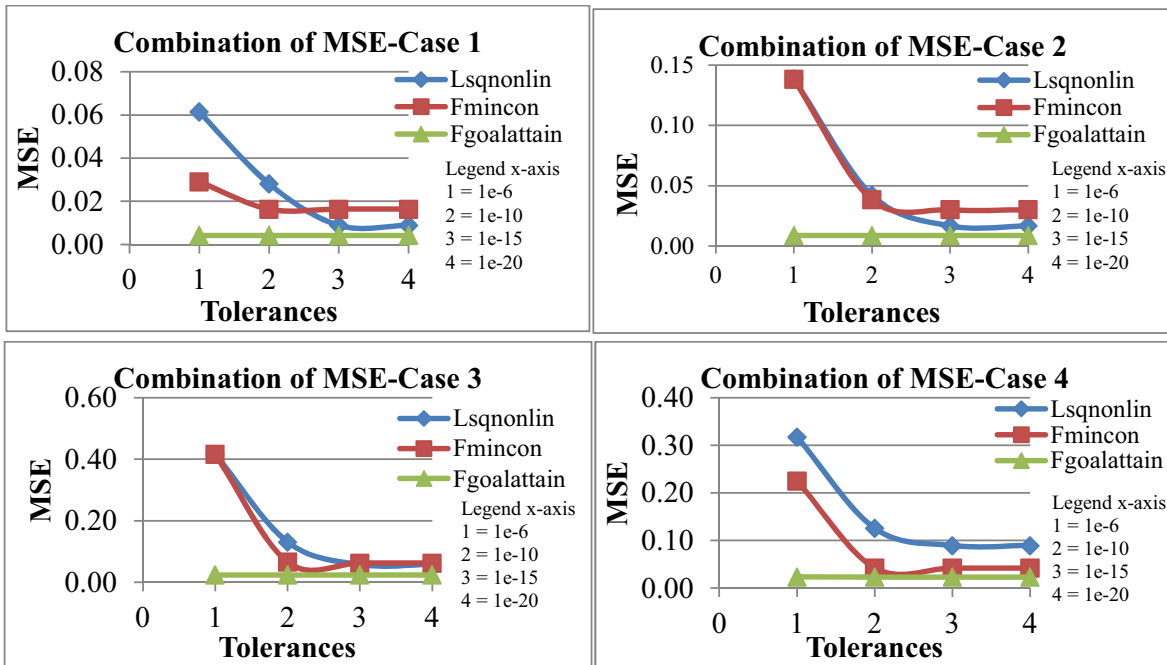 Combination of MSE-Case 1
0.08
0.06
0.04
0.02
0.00
MSE
Lsqnonlin
Fmincon
Fgoalattain
Legend x-axis
1 = 1e-6
2 = 1e-10
3 = 1e-15
4 = 1e-20
0 1 2 3 4
Tolerances
Combination of MSE-Case 2
0.15
0.10
0.05
0.00
MSE
Lsqnonlin
Fmincon
Fgoalattain
Legend x-axis
1 = 1e-6
2 = 1e-10
3 = 1e-15
4 = 1e-20
0 1 2 3 4
Tolerances
Combination of MSE-Case 3
0.60
0.40
0.20
0.00
MSE
Lsqnonlin
Fmincon
Fgoalattain
Legend x-axis
1 = 1e-6
2 = 1e-10
3 = 1e-15
4 = 1e-20
0 1 2 3 4
Tolerances
Combination of MSE-Case 4
0.40
0.30
0.20
0.10
0.00
MSE
Lsqnonlin
Fmincon
Fgoalattain
Legend x-axis
1 = 1e-6
2 = 1e-10
3 = 1e-15
4 = 1e-20
0 1 2 3 4
Tolerances